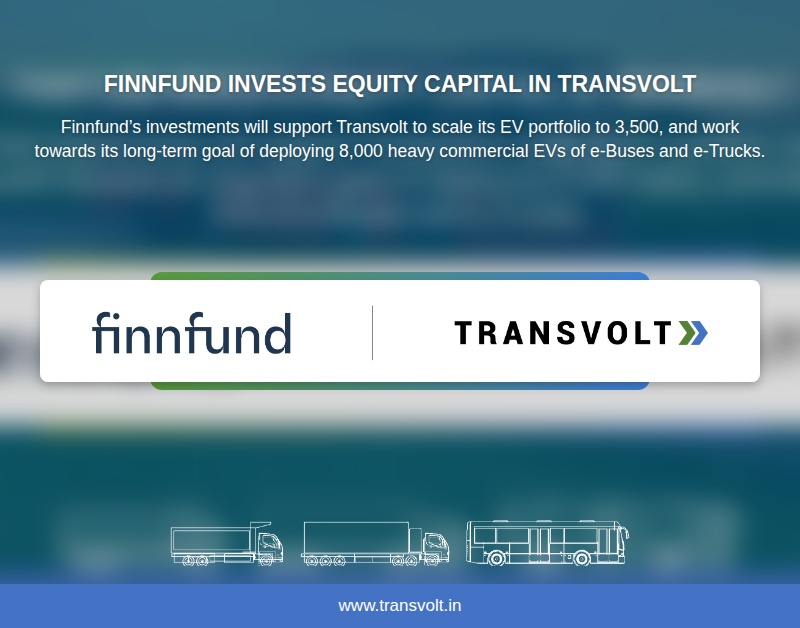 FINNFUND INVESTS EQUITY CAPITAL IN TRANSVOLT
Finnfund’s investments will support Transvolt to scale its EV portfolio to 3,500, and work
towards its long-term goal of deploying 8,000 heavy commercial EVs of e-Buses and e-Trucks.
finnfund
TRANSVOLT
www.transvolt.in